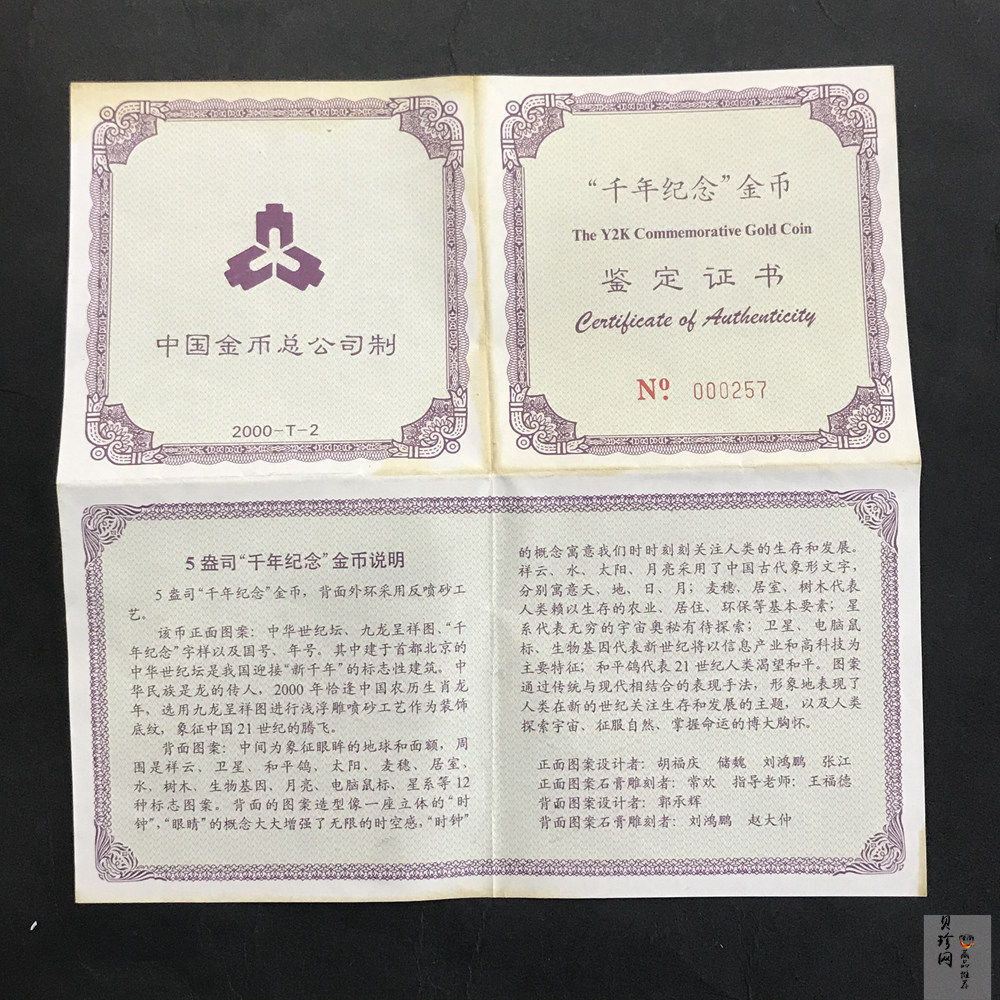 中国金币总公司制
2000-T-2
“千年纪念”金币
The Y2K Commemorative Gold Coin
鉴定证书
Certificate of Authenticity
Nº. 000257
5盎司“千年纪念”金币说明
5盎司“千年纪念”金币，背面外环采用反喷砂工
艺。
该币正面图案：中华世纪坛、九龙呈祥图、“千
年纪念”字样以及国号、年号。其中建于首都北京的
中华世纪坛是我国迎接“新千年”的标志性建筑。中
华民族是龙的传人，2000年恰逢中国农历生肖龙
年，选用九龙呈祥图进行浅浮雕喷砂工艺作为装饰
底纹，象征中国21世纪的腾飞。
背面图案：中间为象征眼眸的地球和面额，周
围是祥云、卫星、和平鸽、太阳、麦穗、居室、
水、树木、生物基因、月亮、电脑鼠标、星系等12
种标志图案。背面的图案造型像一座立体的“时
钟”，“眼睛”的概念大大增强了无限的时空感，“时钟”
的概念寓意我们时时刻刻关注人类的生存和发展。
祥云、水、太阳、月亮采用了中国古代象形文字，
分别寓意天、地、日、月；麦穗、居室、树木代表
人类赖以生存的农业、居住、环保等基本要素；星
系代表无穷的宇宙奥秘有待探索；卫星、电脑鼠
标、生物基因代表新世纪将以信息产业和高科技为
主要特征；和平鸽代表21世纪人类渴望和平。图案
通过传统与现代相结合的表现手法，形象地表现了
人类在新的世纪关注生存和发展的主题，以及人类
探索宇宙、征服自然、掌握命运的博大胸怀。
正面图案设计者：胡福庆 储魏 刘鸿鹏 张江
正面图案石膏雕刻者：常欢 指导老师：王福德
背面图案设计者：郭承辉
背面图案石膏雕刻者：刘鸿鹏 赵大仲
贝珍网
藏品推荐